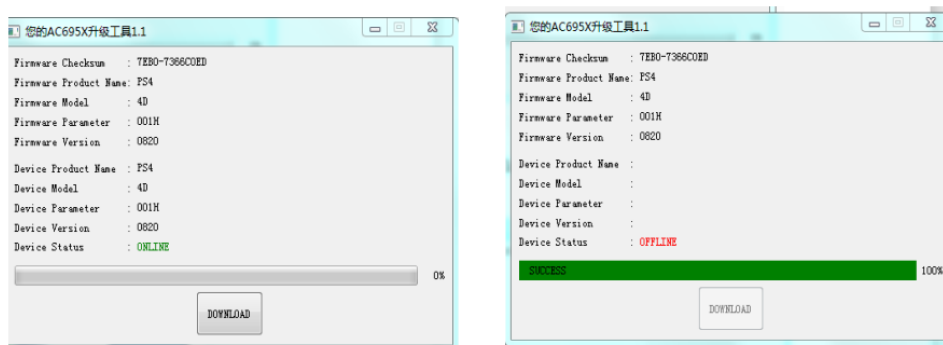 您的AC695X升级工具1.1
Firmware Checksum : 7EB0-7366C0ED
Firmware Product Name: PS4
Firmware Model : 4D
Firmware Parameter : 001H
Firmware Version : 0820
Device Product Name : PS4
Device Model : 4D
Device Parameter : 001H
Device Version : 0820
Device Status : ONLINE
0%
DOWNLOAD
您的AC695X升级工具1.1
Firmware Checksum : 7EB0-7366C0ED
Firmware Product Name: PS4
Firmware Model : 4D
Firmware Parameter : 001H
Firmware Version : 0820
Device Product Name :
Device Model :
Device Parameter :
Device Version :
Device Status : OFFLINE
SUCCESS 100%
DOWNLOAD